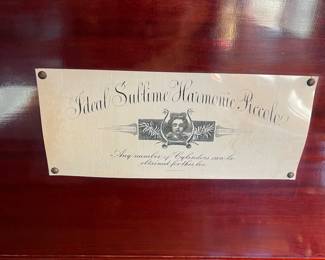 Ideal Sublime Harmonie Piccolo
Any number of Cylinders can be
obtained for this box.